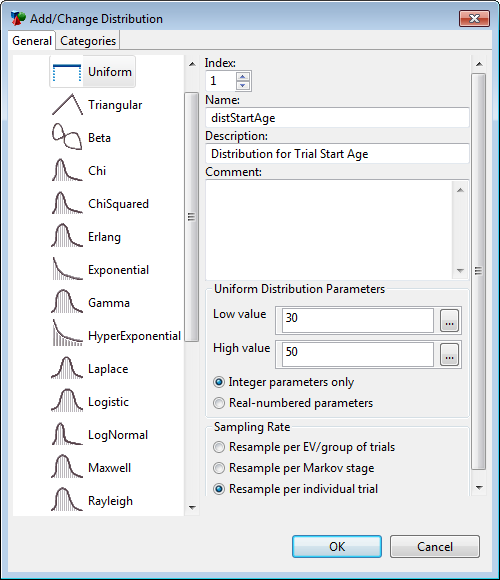 Add/Change Distribution
General
Categories
Uniform
Triangular
Beta
Chi
ChiSquared
Erlang
Exponential
Gamma
HyperExponential
Laplace
Logistic
LogNormal
Maxwell
Rayleigh
Index:
1
Name:
distStartAge
Description:
Distribution for Trial Start Age
Comment:
Uniform Distribution Parameters
Low value
30
...
High value
50
...
Integer parameters only
Real-numbered parameters
Sampling Rate
Resample per EV/group of trials
Resample per Markov stage
Resample per individual trial
OK
Cancel